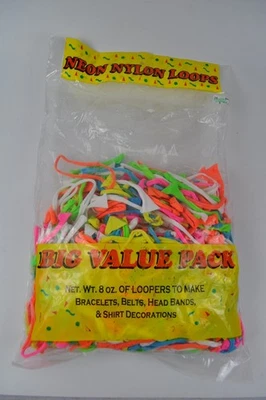 NEON NYLON LOOPS
BIG VALUE PACK
NET. WT. 8 OZ. OF LOOPERS TO MAKE
BRACELETS, BELTS, HEAD BANDS,
& SHIRT DECORATIONS